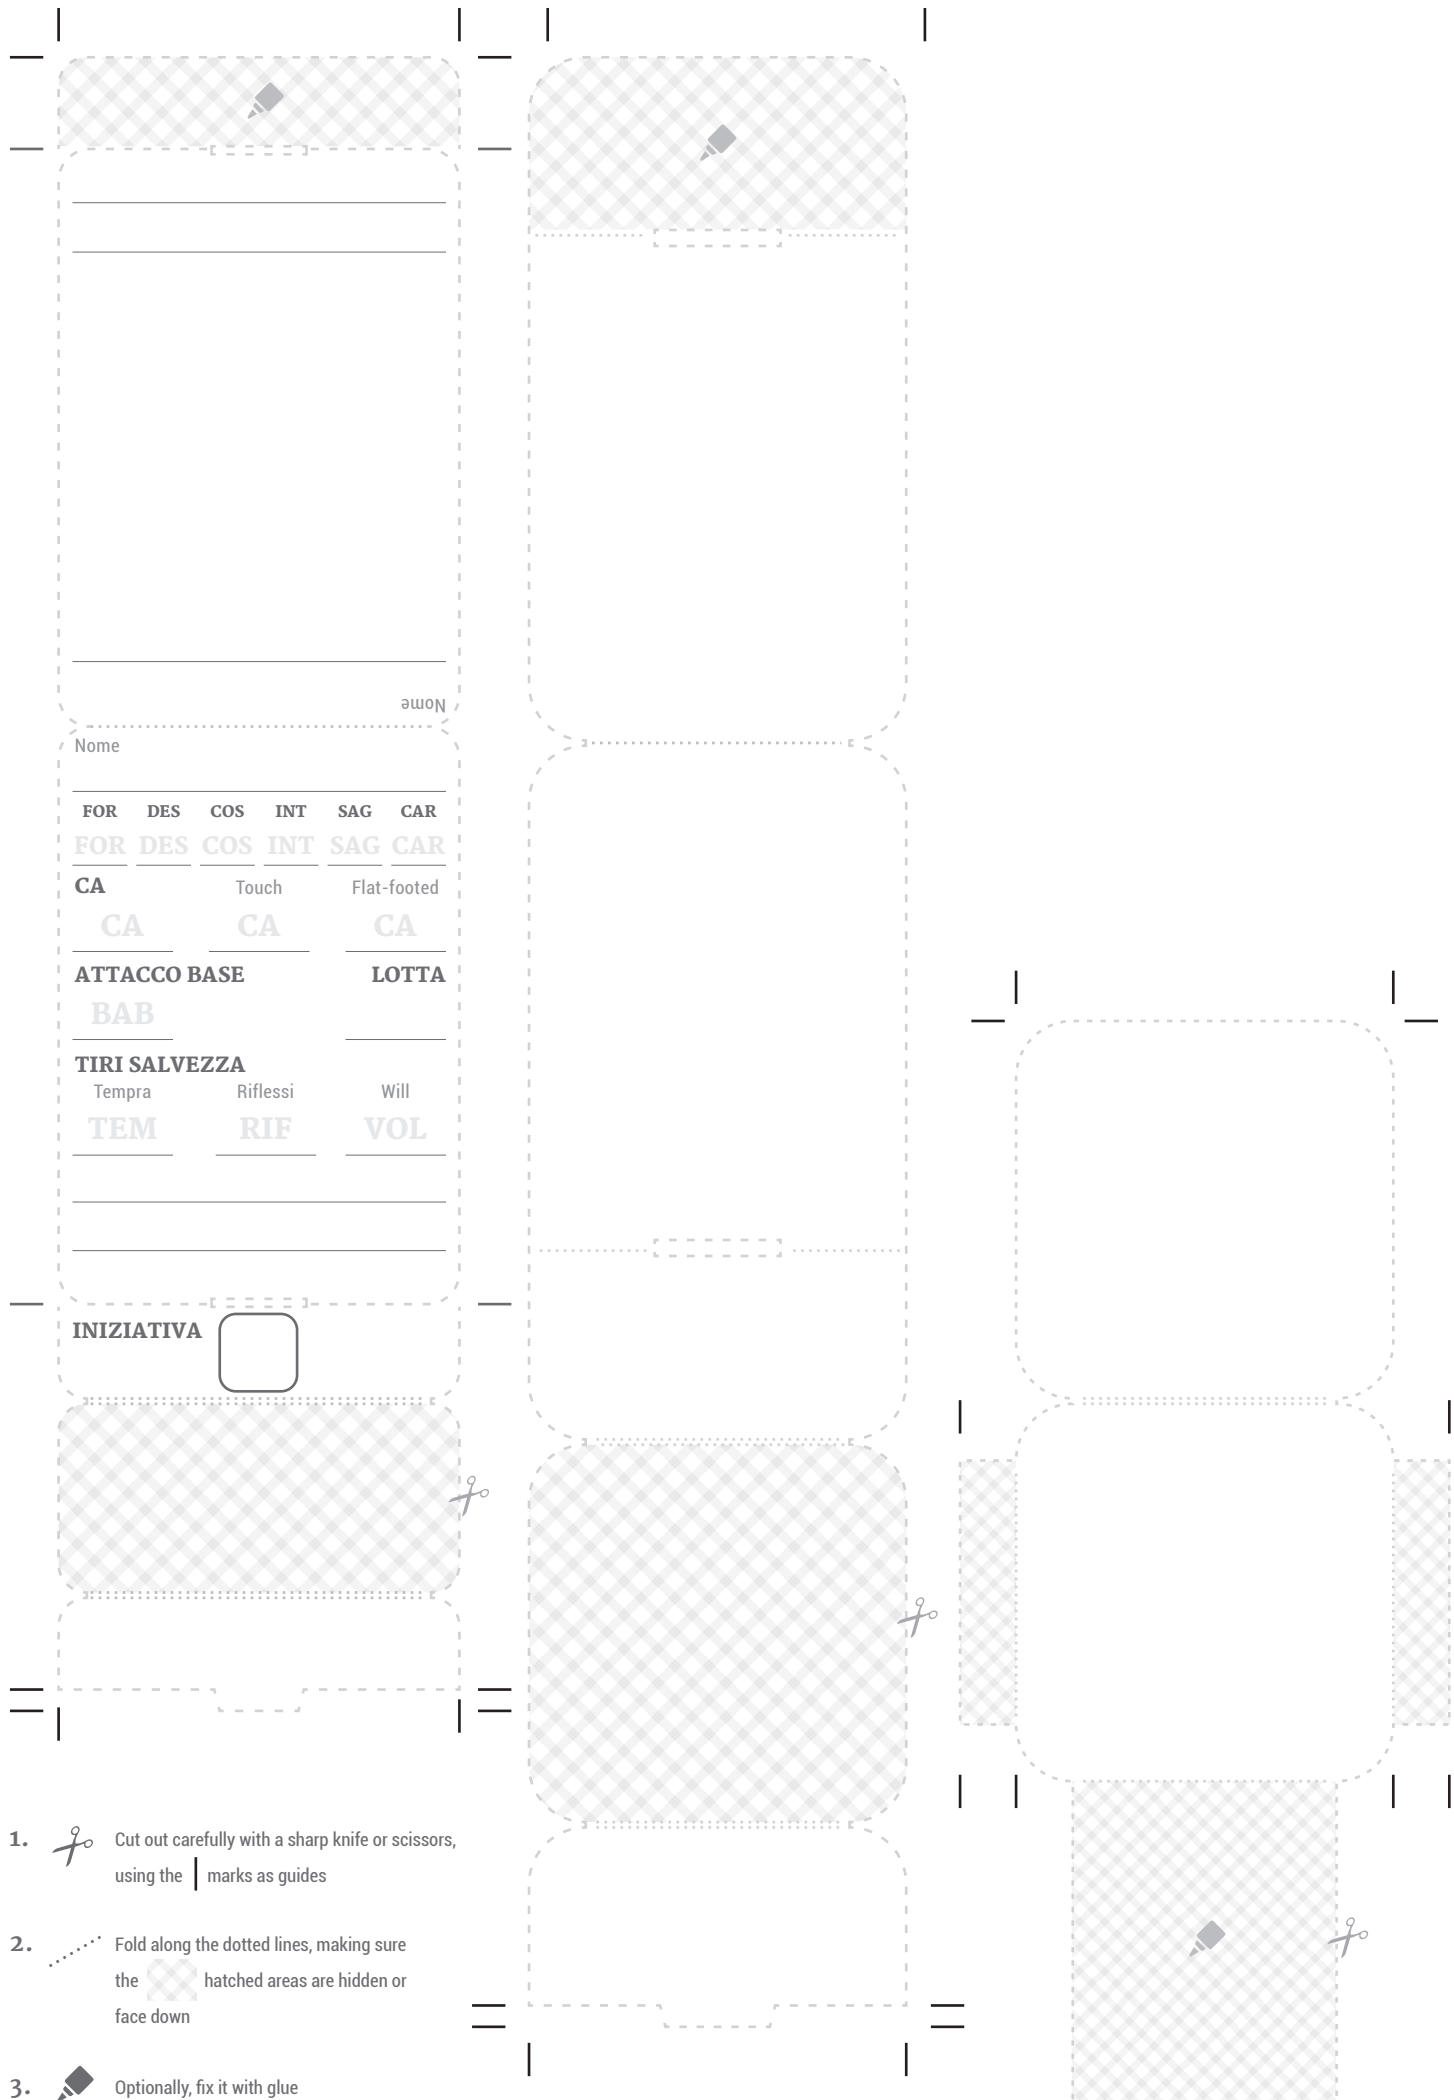 Nome
Nome
FOR DES COS INT SAG CAR
FOR DES COS INT SAG CAR
CA Touch Flat-footed
CA CA CA
ATTACCO BASE LOTTA
BAB
TIRI SALVEZZA
Tempra Riflessi Will
TEM RIF VOL
INIZIATIVA
1. Cut out carefully with a sharp knife or scissors,
using the marks as guides
2. Fold along the dotted lines, making sure
the hatched areas are hidden or
face down
3. Optionally, fix it with glue